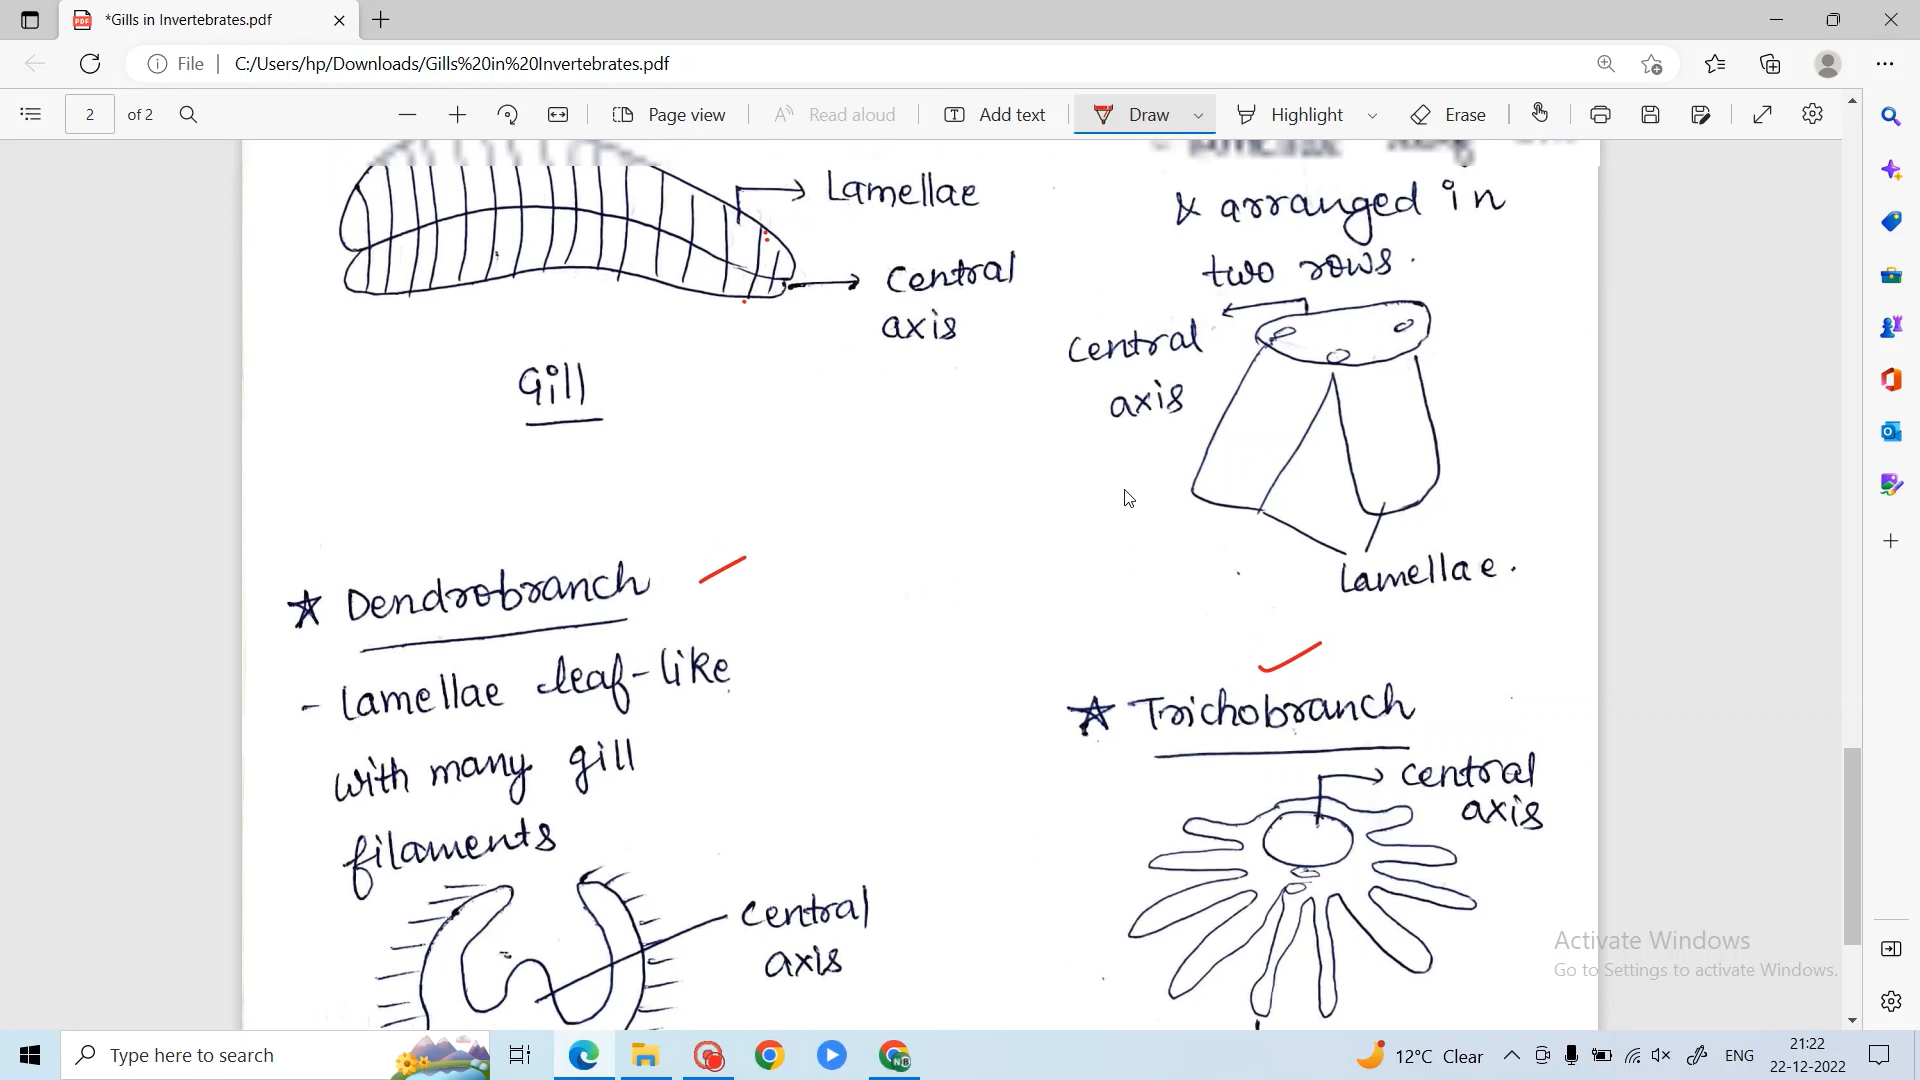 *Gills in Invertebrates.pdf
File
C:/Users/hp/Downloads/Gills%20in%20Invertebrates.pdf
2 of 2
Page view
Read aloud
Add text
Draw
Highlight
Erase
Lamellae
Central
axis
Gill
& arranged in
two rows.
Central
axis
Lamellae.
Dendrobranch
- Lamellae leaf-like
with many gill
filaments
Central
axis
Trichobranch
Central
axis
Activate Windows
Go to Settings to activate Windows.
Type here to search
12°C Clear
ENG
21:22
22-12-2022